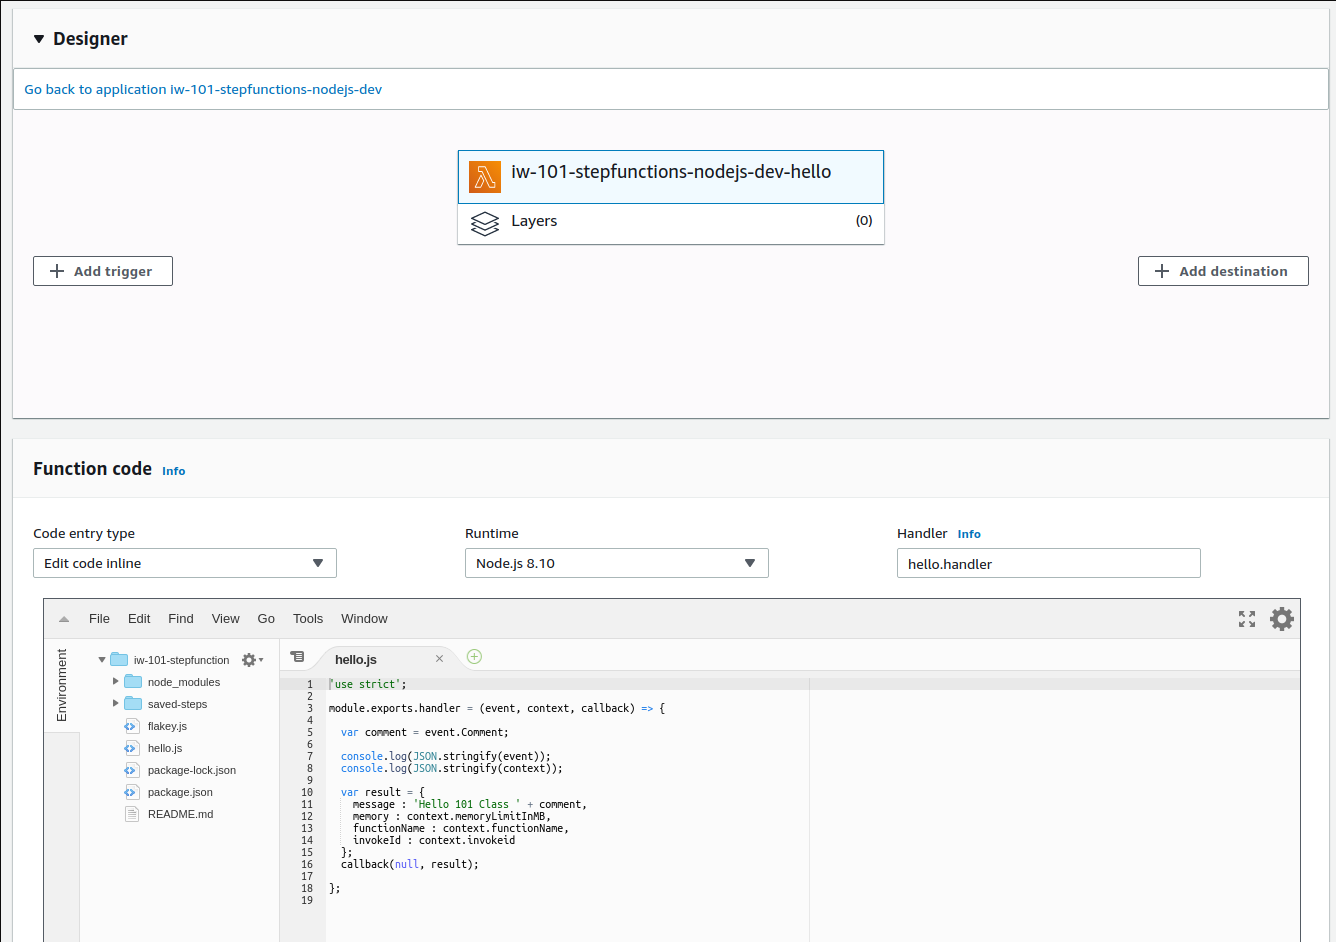 Designer
Go back to application iw-101-stepfunctions-nodejs-dev
iw-101-stepfunctions-nodejs-dev-hello
Layers (0)
Add trigger
Add destination
Function code Info
Code entry type
Edit code inline
Runtime
Node.js 8.10
Handler Info
hello.handler
File Edit Find View Go Tools Window
Environment
iw-101-stepfunction
node_modules
saved-steps
flakey.js
hello.js
package-lock.json
package.json
README.md
hello.js
1 'use strict';
2
3 module.exports.handler = (event, context, callback) => {
4
5   var comment = event.Comment;
6
7   console.log(JSON.stringify(event));
8   console.log(JSON.stringify(context));
9
10   var result = {
11     message : 'Hello 101 Class ' + comment,
12     memory : context.memoryLimitInMB,
13     functionName : context.functionName,
14     invokeId : context.invokeid
15   };
16   callback(null, result);
17
18 };
19